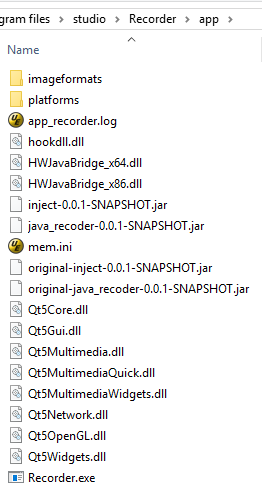 gram files > studio > Recorder > app >
imageformats
platforms
app_recorder.log
hookdll.dll
HWJavaBridge_x64.dll
HWJavaBridge_x86.dll
inject-0.0.1-SNAPSHOT.jar
java_recoder-0.0.1-SNAPSHOT.jar
mem.ini
original-inject-0.0.1-SNAPSHOT.jar
original-java_recoder-0.0.1-SNAPSHOT.jar
Qt5Core.dll
Qt5Gui.dll
Qt5Multimedia.dll
Qt5MultimediaQuick.dll
Qt5MultimediaWidgets.dll
Qt5Network.dll
Qt5OpenGL.dll
Qt5Widgets.dll
Recorder.exe